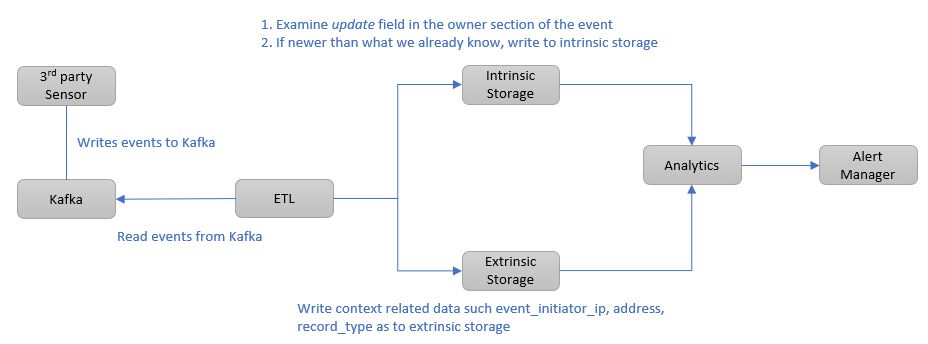 1. Examine update field in the owner section of the event
2. If newer than what we already know, write to intrinsic storage
3rd party
Sensor
Intrinsic
Storage
Writes events to Kafka
Analytics
Alert
Manager
Kafka
ETL
Read events from Kafka
Extrinsic
Storage
Write context related data such event_initiator_ip, address,
record_type as to extrinsic storage